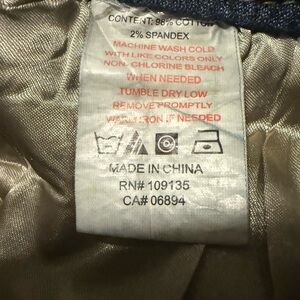 CONTENT: 98% COTTON
2% SPANDEX
MACHINE WASH COLD
WITH LIKE COLORS ONLY
NON- CHLORINE BLEACH
WHEN NEEDED
TUMBLE DRY LOW
REMOVE PROMPTLY
WARM IRON IF NEEDED
MADE IN CHINA
RN# 109135
CA# 06894